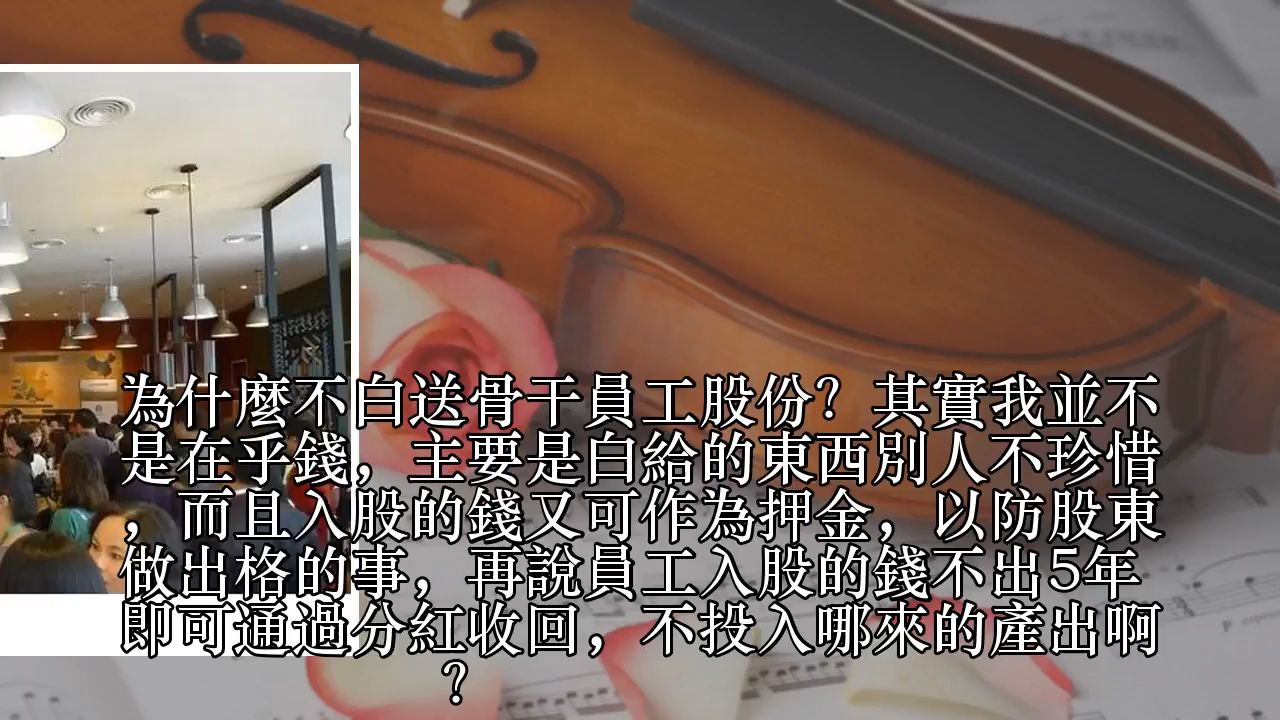 為什麼不白送骨干員工股份？其實我並不
是在乎錢，主要是白給的東西別人不珍惜
，而且入股的錢又可作為押金，以防股東
做出格的事，再說員工入股的錢不出5年
即可通過分紅收回，不投入哪來的產出啊
？